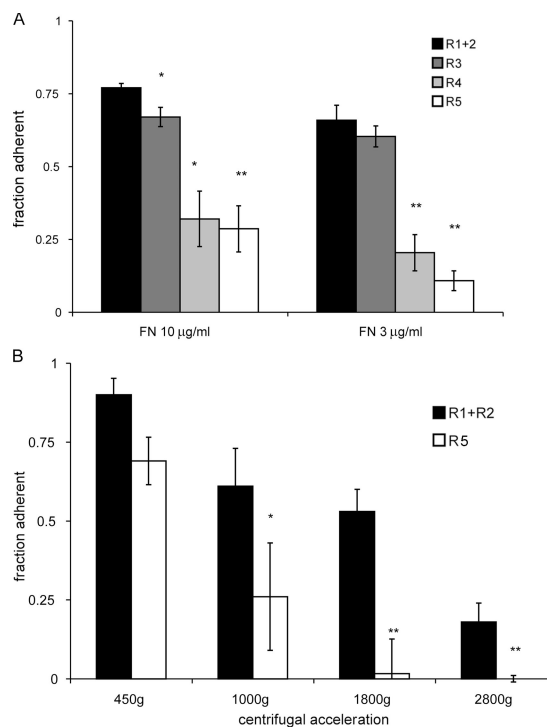 A
R1+2
R3
R4
R5
1
0.75
0.5
0.25
0
fraction adherent
*
*
**
**
**
FN 10 µg/ml
FN 3 µg/ml
B
R1+R2
R5
1
0.75
0.5
0.25
0
fraction adherent
*
**
**
450g
1000g
1800g
2800g
centrifugal acceleration